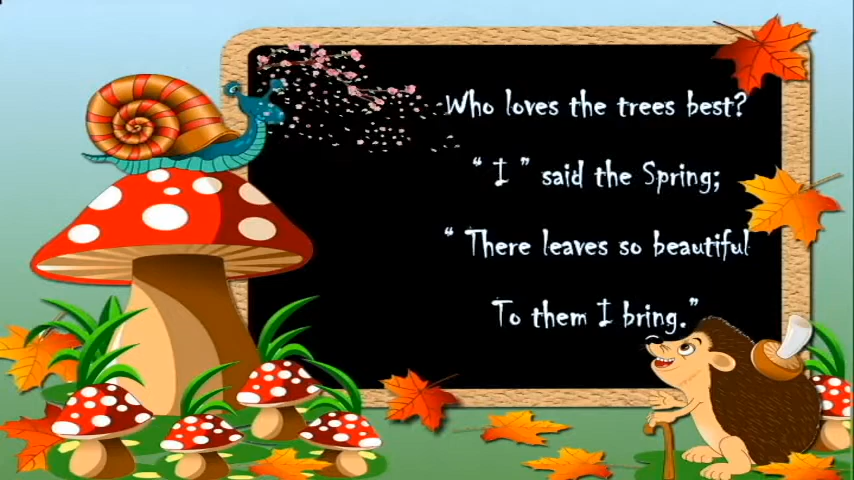 Who loves the trees best?
“ I ” said the Spring;
“ There leaves so beautiful
To them I bring.”